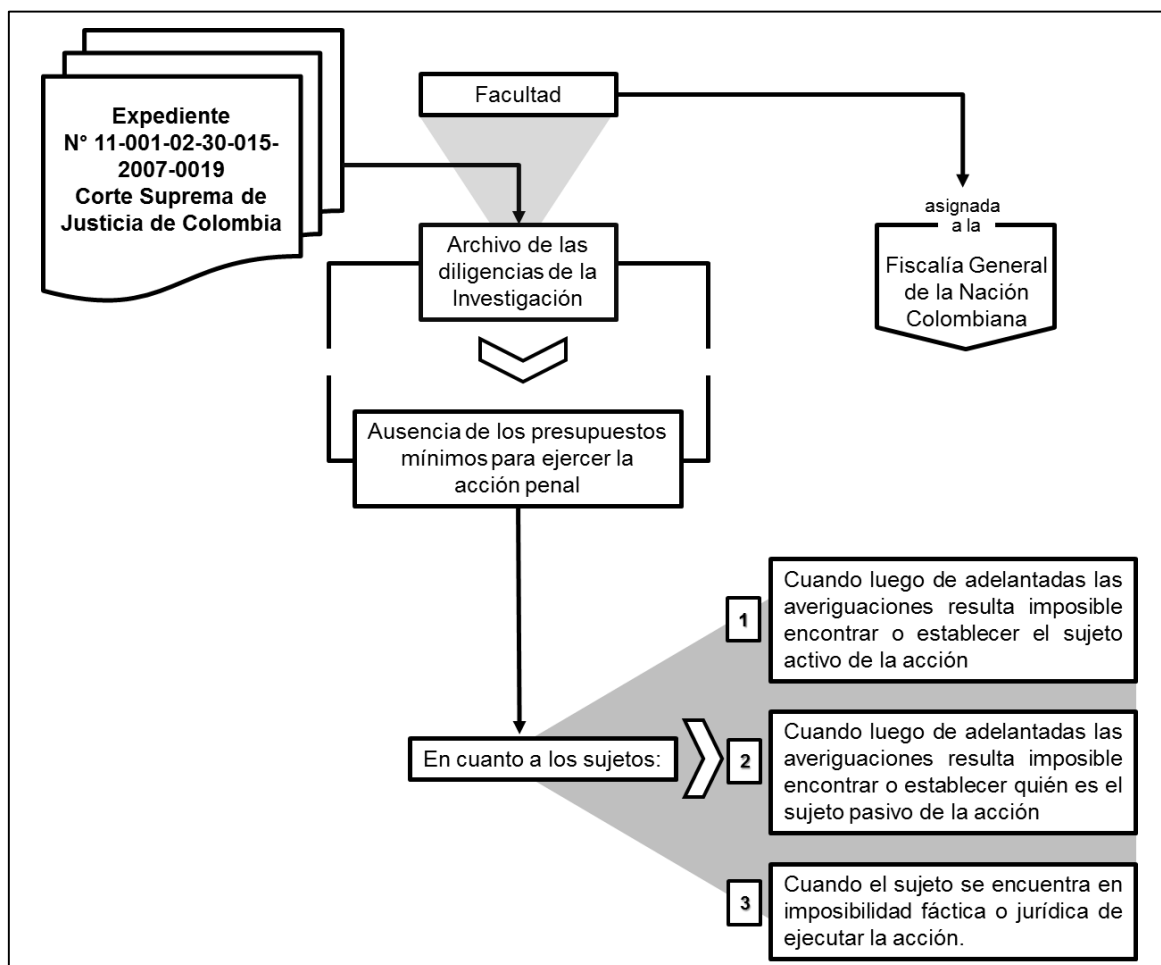 Expediente
N° 11-001-02-30-015-
2007-0019
Corte Suprema de
Justicia de Colombia
Facultad
asignada
a la
Fiscalía General
de la Nación
Colombiana
Archivo de las
diligencias de la
Investigación
Ausencia de los presupuestos
mínimos para ejercer la
acción penal
En cuanto a los sujetos:
1
Cuando luego de adelantadas las
averiguaciones resulta imposible
encontrar o establecer el sujeto
activo de la acción
2
Cuando luego de adelantadas las
averiguaciones resulta imposible
encontrar o establecer quién es el
sujeto pasivo de la acción
3
Cuando el sujeto se encuentra en
imposibilidad fáctica o jurídica de
ejecutar la acción.